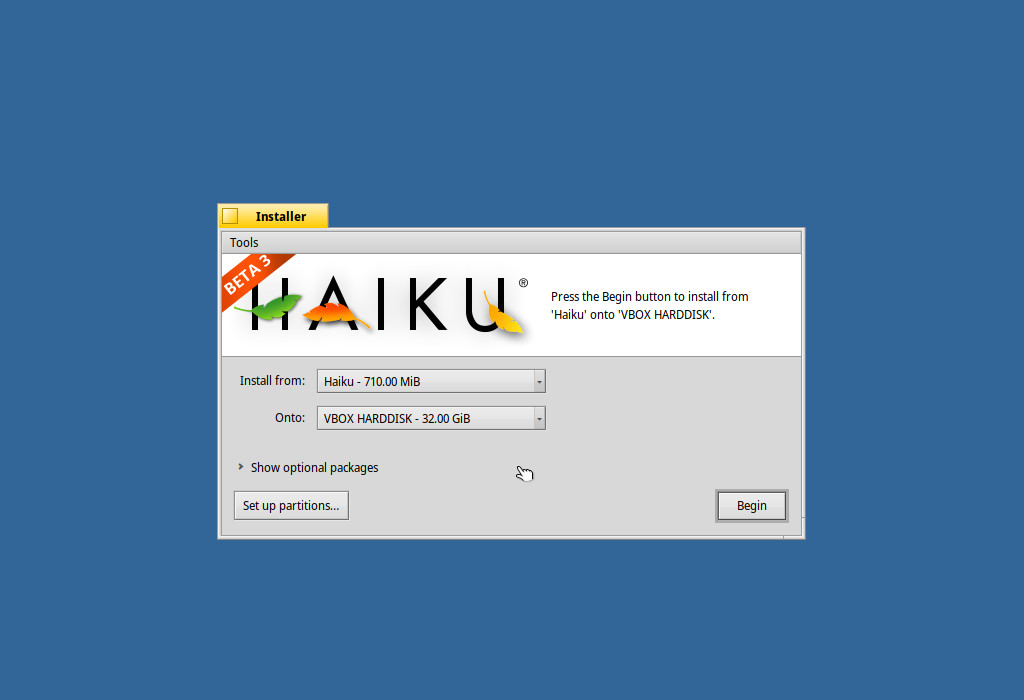 Installer
Tools
BETA 3
HAIKU®
Press the Begin button to install from
'Haiku' onto 'VBOX HARDDISK'.
Install from: Haiku - 710.00 MiB
Onto: VBOX HARDDISK - 32.00 GiB
Show optional packages
Set up partitions... Begin